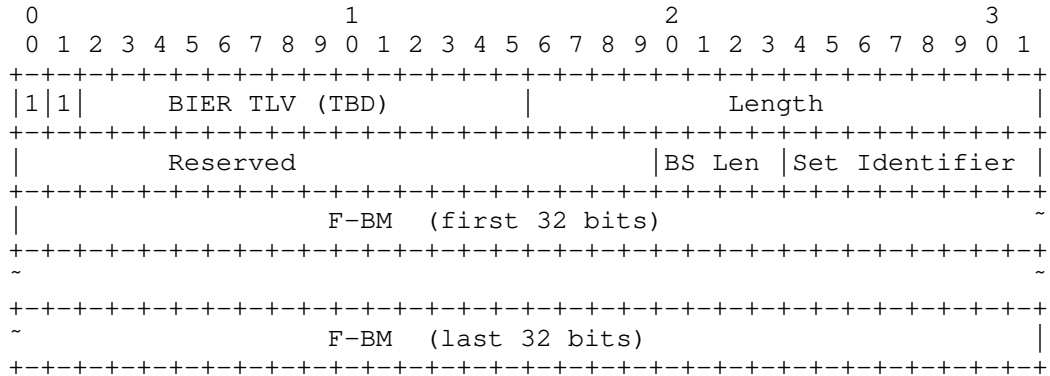 0                   1                   2                   3
 0 1 2 3 4 5 6 7 8 9 0 1 2 3 4 5 6 7 8 9 0 1 2 3 4 5 6 7 8 9 0 1
+-+-+-+-+-+-+-+-+-+-+-+-+-+-+-+-+-+-+-+-+-+-+-+-+-+-+-+-+-+-+-+-+
|1|1|     BIER TLV (TBD)        |            Length             |
+-+-+-+-+-+-+-+-+-+-+-+-+-+-+-+-+-+-+-+-+-+-+-+-+-+-+-+-+-+-+-+-+
|         Reserved                      |BS Len |Set Identifier |
+-+-+-+-+-+-+-+-+-+-+-+-+-+-+-+-+-+-+-+-+-+-+-+-+-+-+-+-+-+-+-+-+
|                   F-BM  (first 32 bits)                       ~
+-+-+-+-+-+-+-+-+-+-+-+-+-+-+-+-+-+-+-+-+-+-+-+-+-+-+-+-+-+-+-+-+
~                                                               ~
+-+-+-+-+-+-+-+-+-+-+-+-+-+-+-+-+-+-+-+-+-+-+-+-+-+-+-+-+-+-+-+-+
~                   F-BM  (last 32 bits)                        |
+-+-+-+-+-+-+-+-+-+-+-+-+-+-+-+-+-+-+-+-+-+-+-+-+-+-+-+-+-+-+-+-+